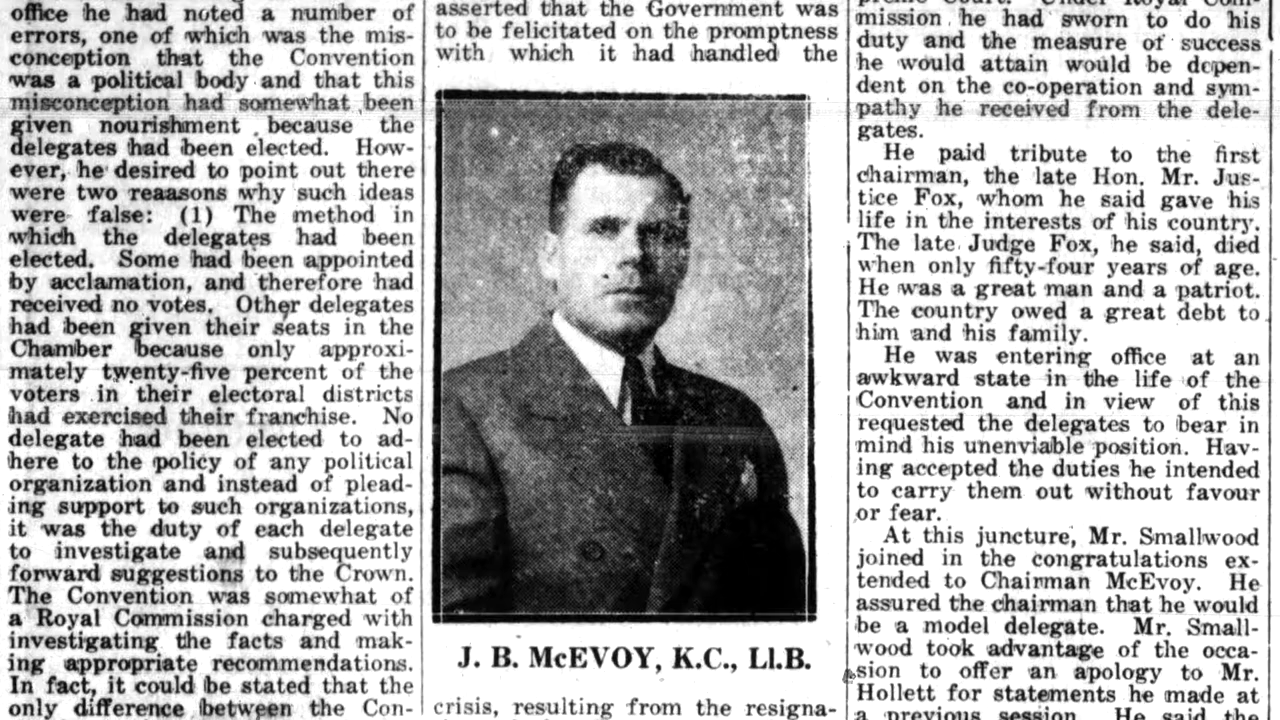 office he had noted a number of
errors, one of which was the mis-
conception that the Convention
was a political body and that this
misconception had somewhat been
given nourishment because the
delegates had been elected. How-
ever, he desired to point out there
were two reaasons why such ideas
were false: (1) The method in
which the delegates had been
elected. Some had been appointed
by acclamation, and therefore had
received no votes. Other delegates
had been given their seats in the
Chamber because only approxi-
mately twenty-five percent of the
voters in their electoral districts
had exercised their franchise. No
delegate had been elected to ad-
here to the policy of any political
organization and instead of plead-
ing support to such organizations,
it was the duty of each delegate
to investigate and subsequently
forward suggestions to the Crown.
The Convention was somewhat of
a Royal Commission charged with
investigating the facts and mak-
ing appropriate recommendations.
In fact, it could be stated that the
only difference between the Con-
asserted that the Government was
to be felicitated on the promptness
with which it had handled the
J. B. McEVOY, K.C., Ll.B.
crisis, resulting from the resigna-
mission he had sworn to do his
duty and the measure of success
he would attain would be depen-
dent on the co-operation and sym-
pathy he received from the dele-
gates.
He paid tribute to the first
chairman, the late Hon. Mr. Jus-
tice Fox, whom he said gave his
life in the interests of his country.
The late Judge Fox, he said, died
when only fifty-four years of age.
He was a great man and a patriot.
The country owed a great debt to
him and his family.
He was entering office at an
awkward state in the life of the
Convention and in view of this
requested the delegates to bear in
mind his unenviable position. Hav-
ing accepted the duties he intended
to carry them out without favour
or fear.
At this juncture, Mr. Smallwood
joined in the congratulations ex-
tended to Chairman McEvoy. He
assured the chairman that he would
be a model delegate. Mr. Small-
wood took advantage of the occa-
sion to offer an apology to Mr.
Hollett for statements he made at
a previous session. He said the